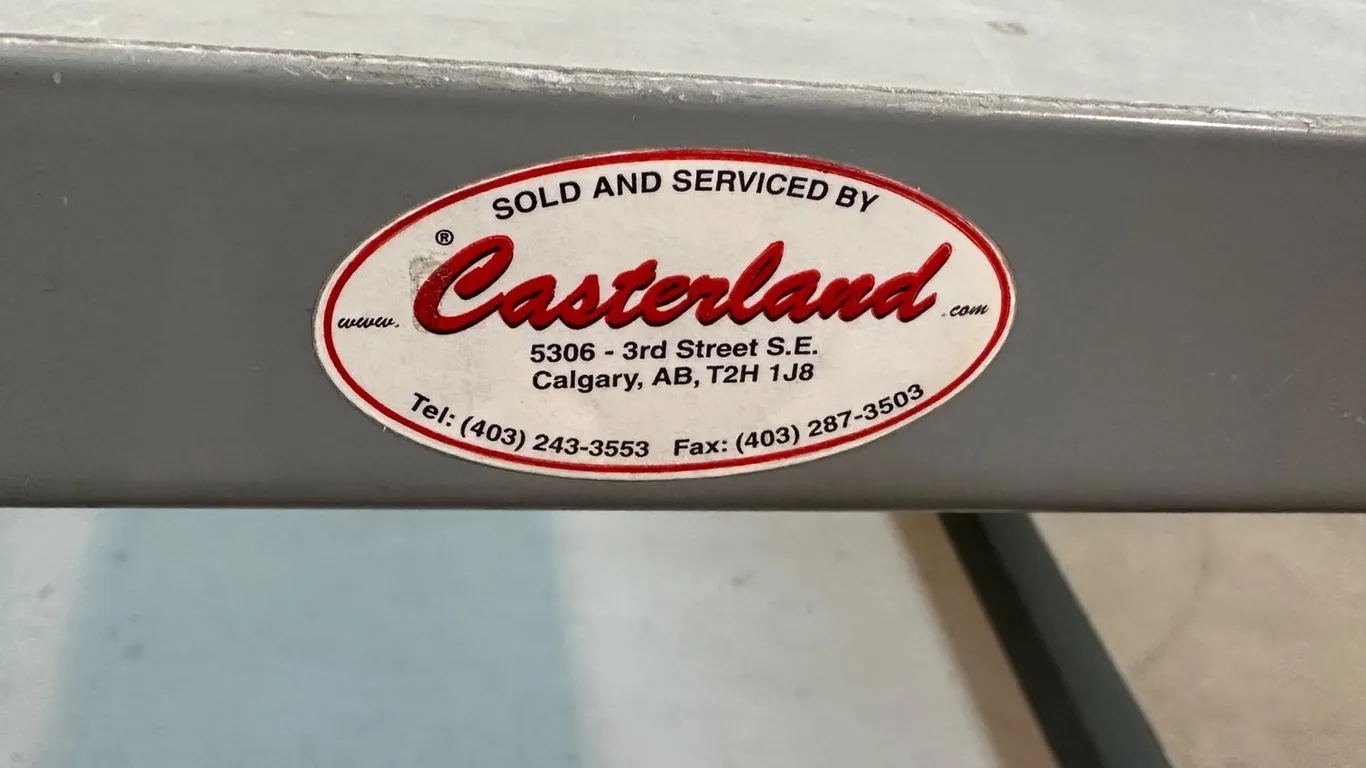 SOLD AND SERVICED BY
®
www.Casterland.com
5306 - 3rd Street S.E.
Calgary, AB, T2H 1J8
Tel: (403) 243-3553 Fax: (403) 287-3503